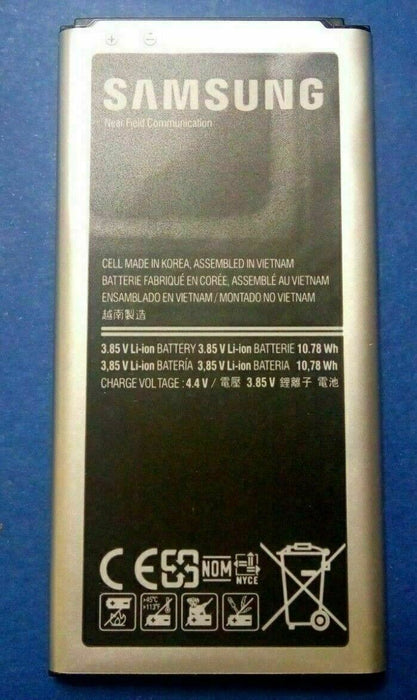 SAMSUNG
Near Field Communication
CELL MADE IN KOREA, ASSEMBLED IN VIETNAM
BATTERIE FABRIQUÉ EN CORÉE, ASSEMBLÉ AU VIETNAM
ENSAMBLADO EN VIETNAM / MONTADO NO VIETNAM
越南製造
3.85 V Li-ion BATTERY 3.85 V Li-ion BATTERIE 10.78 Wh
3,85 V Li-ion BATERÍA 3,85 V Li-ion BATERIA 10,78 Wh
CHARGE VOLTAGE : 4.4 V / 電壓 3.85 V 鋰離子 電池
CE NOM NYCE
>45°C
>113°F